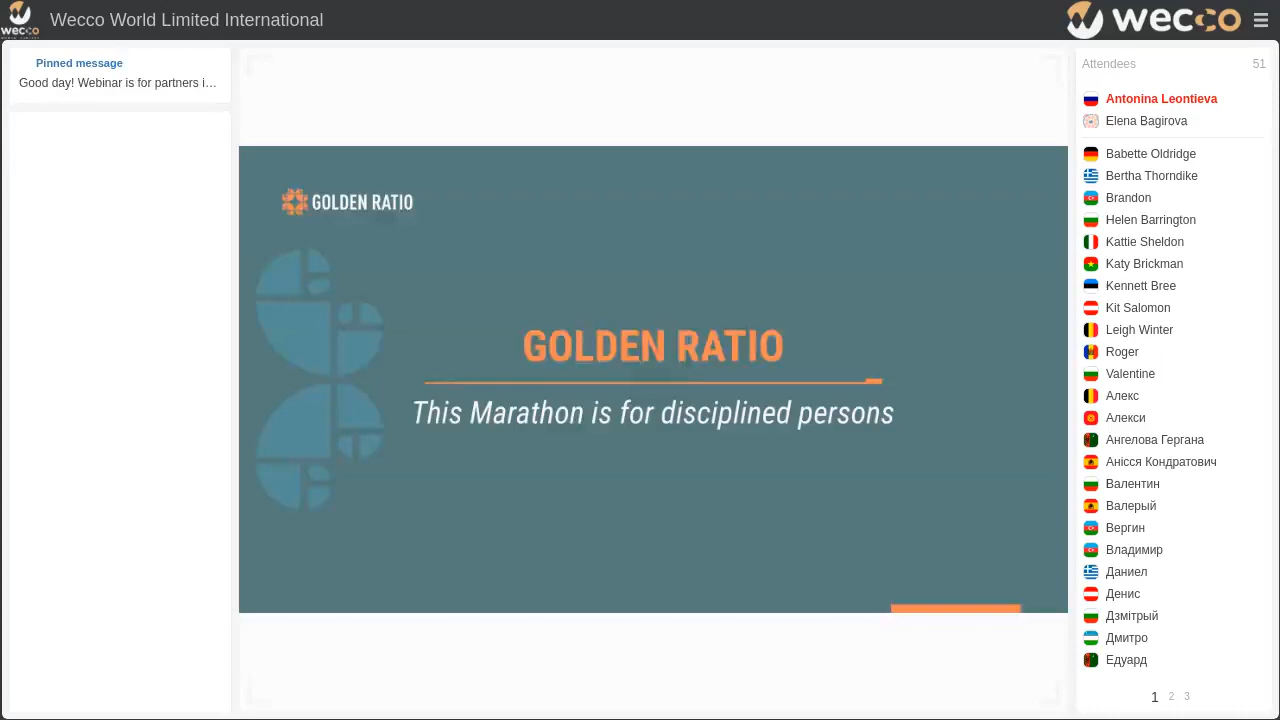 wecco
Wecco World Limited International
wecco
Pinned message
Good day! Webinar is for partners i…
GOLDEN RATIO
GOLDEN RATIO
This Marathon is for disciplined persons
Attendees 51
Antonina Leontieva
Elena Bagirova
Babette Oldridge
Bertha Thorndike
Brandon
Helen Barrington
Kattie Sheldon
Katy Brickman
Kennett Bree
Kit Salomon
Leigh Winter
Roger
Valentine
Алекс
Алекси
Ангелова Гергана
Анісся Кондратович
Валентин
Валерый
Вергин
Владимир
Даниел
Денис
Дзмітрый
Дмитро
Едуард
1 2 3